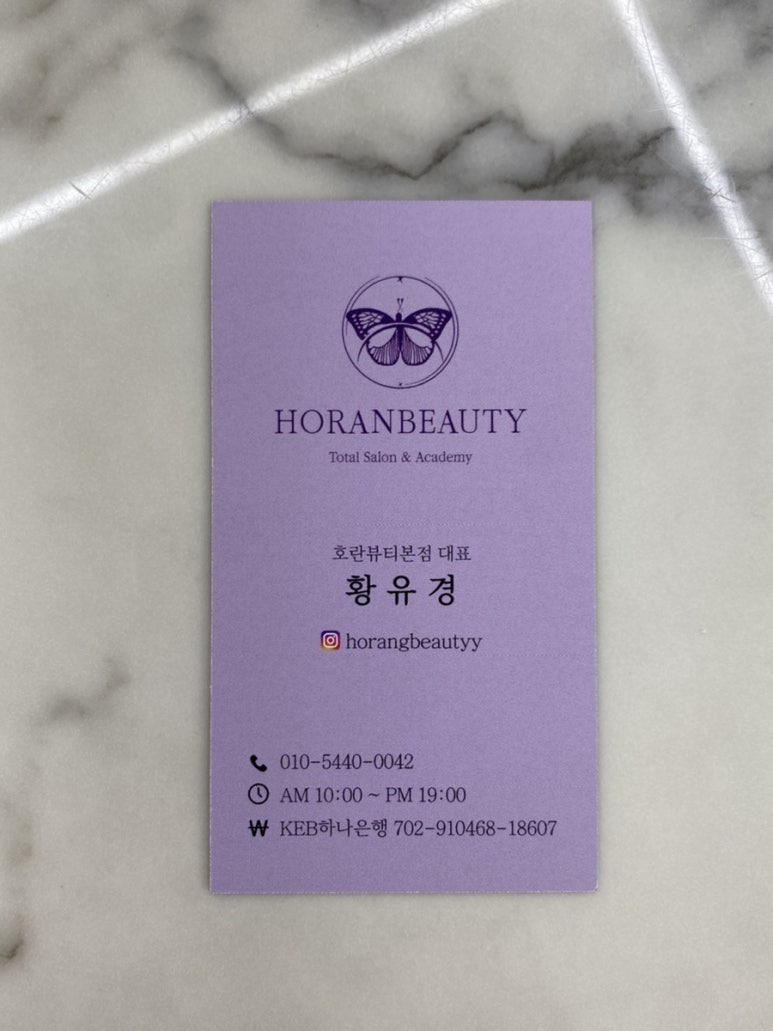 HORANBEAUTY
Total Salon & Academy
호란뷰티본점 대표
황유경
horangbeautyy
010-5440-0042
AM 10:00 ~ PM 19:00
₩ KEB하나은행 702-910468-18607